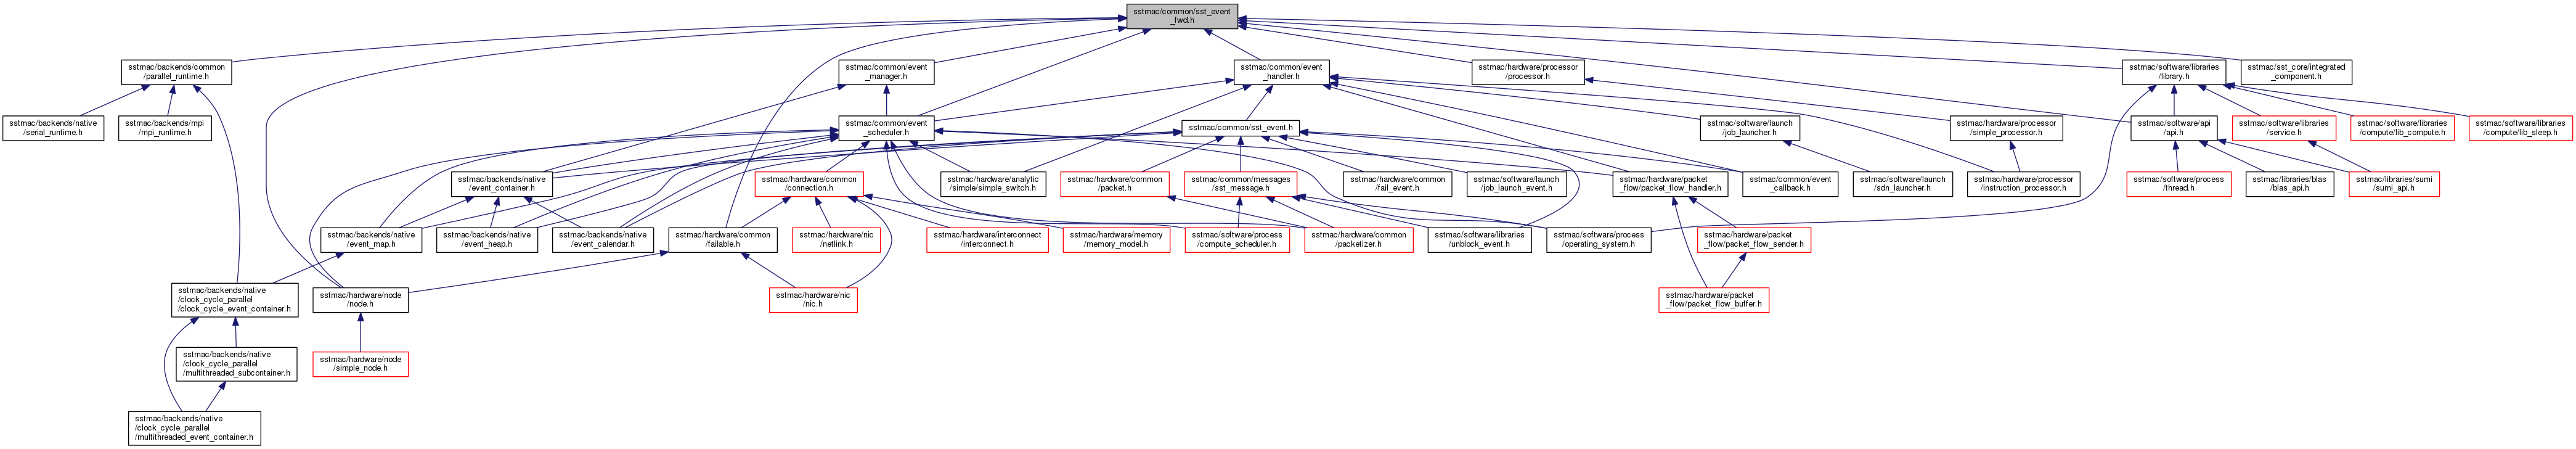 sstmac/common/sst_event
_fwd.h
sstmac/backends/common
/parallel_runtime.h
sstmac/common/event
_manager.h
sstmac/common/event
_handler.h
sstmac/hardware/processor
/processor.h
sstmac/software/libraries
/library.h
sstmac/sst_core/integrated
_component.h
sstmac/backends/native
/serial_runtime.h
sstmac/backends/mpi
/mpi_runtime.h
sstmac/common/event
_scheduler.h
sstmac/common/sst_event.h
sstmac/software/launch
/job_launcher.h
sstmac/hardware/processor
/simple_processor.h
sstmac/software/api
/api.h
sstmac/software/libraries
/service.h
sstmac/software/libraries
/compute/lib_compute.h
sstmac/software/libraries
/compute/lib_sleep.h
sstmac/backends/native
/event_container.h
sstmac/hardware/common
/connection.h
sstmac/hardware/analytic
/simple/simple_switch.h
sstmac/hardware/common
/packet.h
sstmac/common/messages
/sst_message.h
sstmac/hardware/common
/fail_event.h
sstmac/software/launch
/job_launch_event.h
sstmac/hardware/packet
_flow/packet_flow_handler.h
sstmac/common/event
_callback.h
sstmac/software/launch
/sdn_launcher.h
sstmac/hardware/processor
/instruction_processor.h
sstmac/software/process
/thread.h
sstmac/libraries/blas
/blas_api.h
sstmac/libraries/sumi
/sumi_api.h
sstmac/backends/native
/event_map.h
sstmac/backends/native
/event_heap.h
sstmac/backends/native
/event_calendar.h
sstmac/hardware/common
/failable.h
sstmac/hardware/nic
/netlink.h
sstmac/hardware/interconnect
/interconnect.h
sstmac/hardware/memory
/memory_model.h
sstmac/software/process
/compute_scheduler.h
sstmac/hardware/common
/packetizer.h
sstmac/software/libraries
/unblock_event.h
sstmac/software/process
/operating_system.h
sstmac/hardware/packet
_flow/packet_flow_sender.h
sstmac/backends/native
/clock_cycle_parallel
/clock_cycle_event_container.h
sstmac/hardware/node
/node.h
sstmac/hardware/nic
/nic.h
sstmac/hardware/packet
_flow/packet_flow_buffer.h
sstmac/backends/native
/clock_cycle_parallel
/multithreaded_subcontainer.h
sstmac/hardware/node
/simple_node.h
sstmac/backends/native
/clock_cycle_parallel
/multithreaded_event_container.h